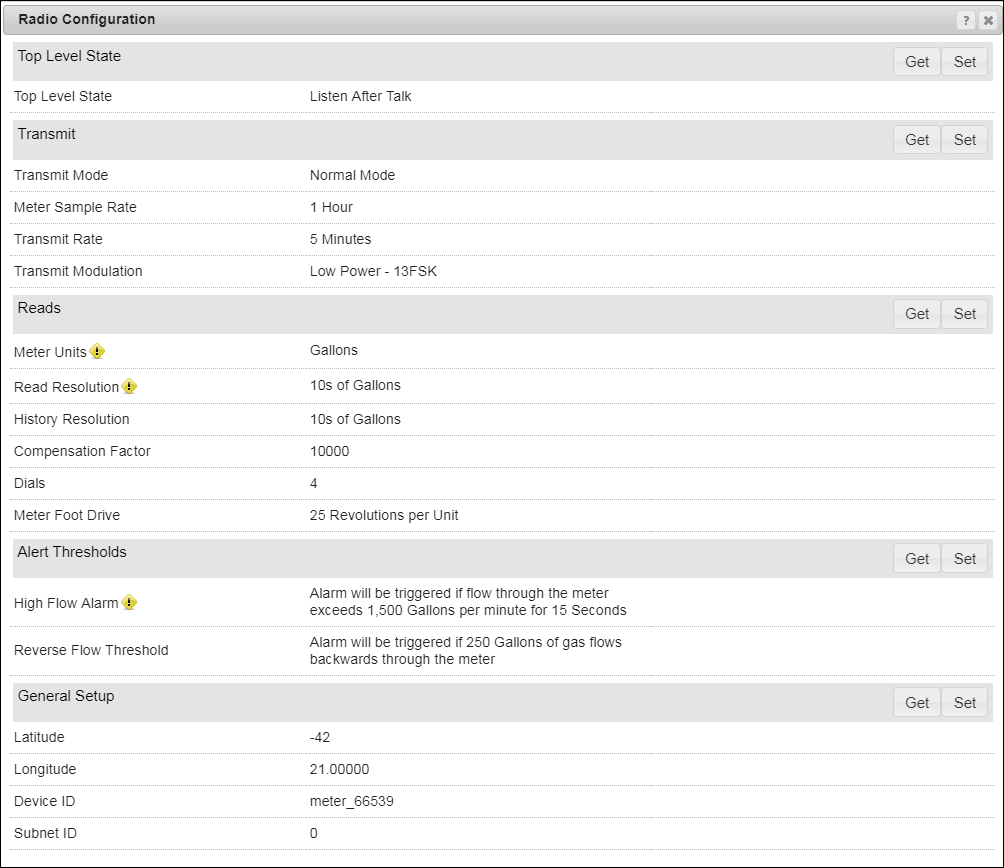 Radio Configuration
?
Top Level State
Get Set
Top Level State Listen After Talk
Transmit
Get Set
Transmit Mode Normal Mode
Meter Sample Rate 1 Hour
Transmit Rate 5 Minutes
Transmit Modulation Low Power - 13FSK
Reads
Get Set
Meter Units ! Gallons
Read Resolution ! 10s of Gallons
History Resolution 10s of Gallons
Compensation Factor 10000
Dials 4
Meter Foot Drive 25 Revolutions per Unit
Alert Thresholds
Get Set
High Flow Alarm ! Alarm will be triggered if flow through the meter
exceeds 1,500 Gallons per minute for 15 Seconds
Reverse Flow Threshold Alarm will be triggered if 250 Gallons of gas flows
backwards through the meter
General Setup
Get Set
Latitude -42
Longitude 21.00000
Device ID meter_66539
Subnet ID 0